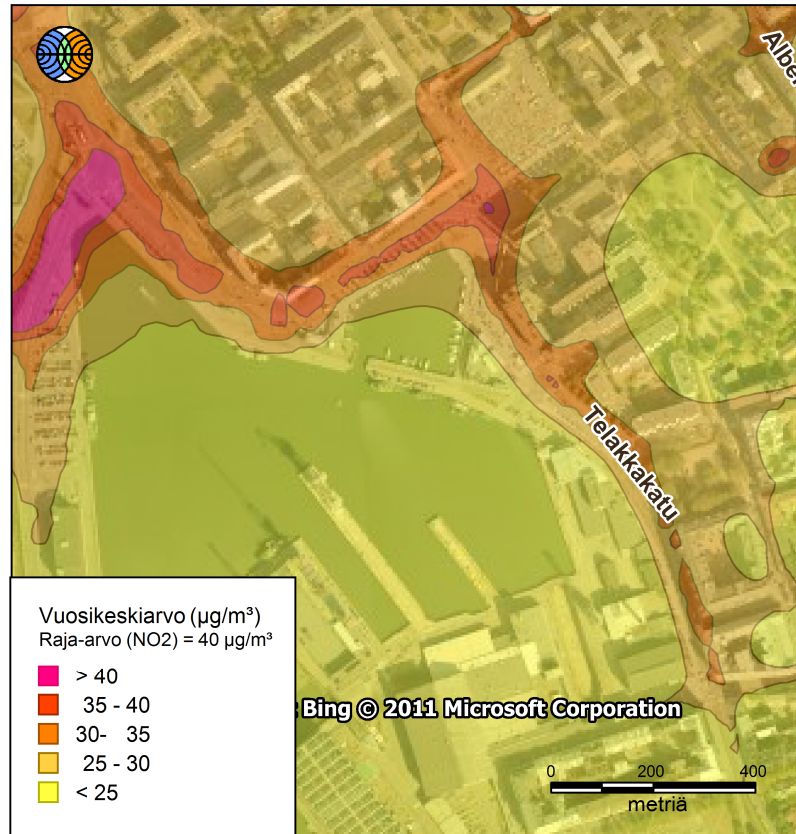 Alber
Telakkakatu
Vuosikeskiarvo (µg/m³)
Raja-arvo (NO2) = 40 µg/m³
> 40
35 - 40
30- 35
25 - 30
< 25
Bing © 2011 Microsoft Corporation
0 200 400
metriä